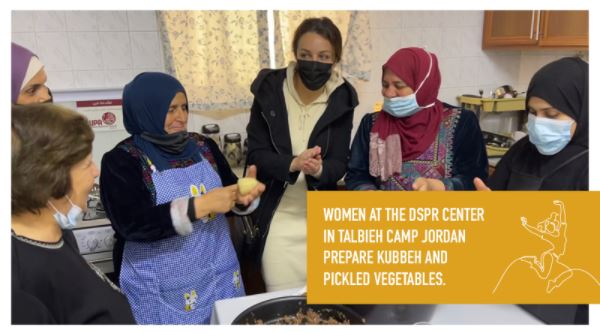 WOMEN AT THE DSPR CENTER
IN TALBIEH CAMP JORDAN
PREPARE KUBBEH AND
PICKLED VEGETABLES.